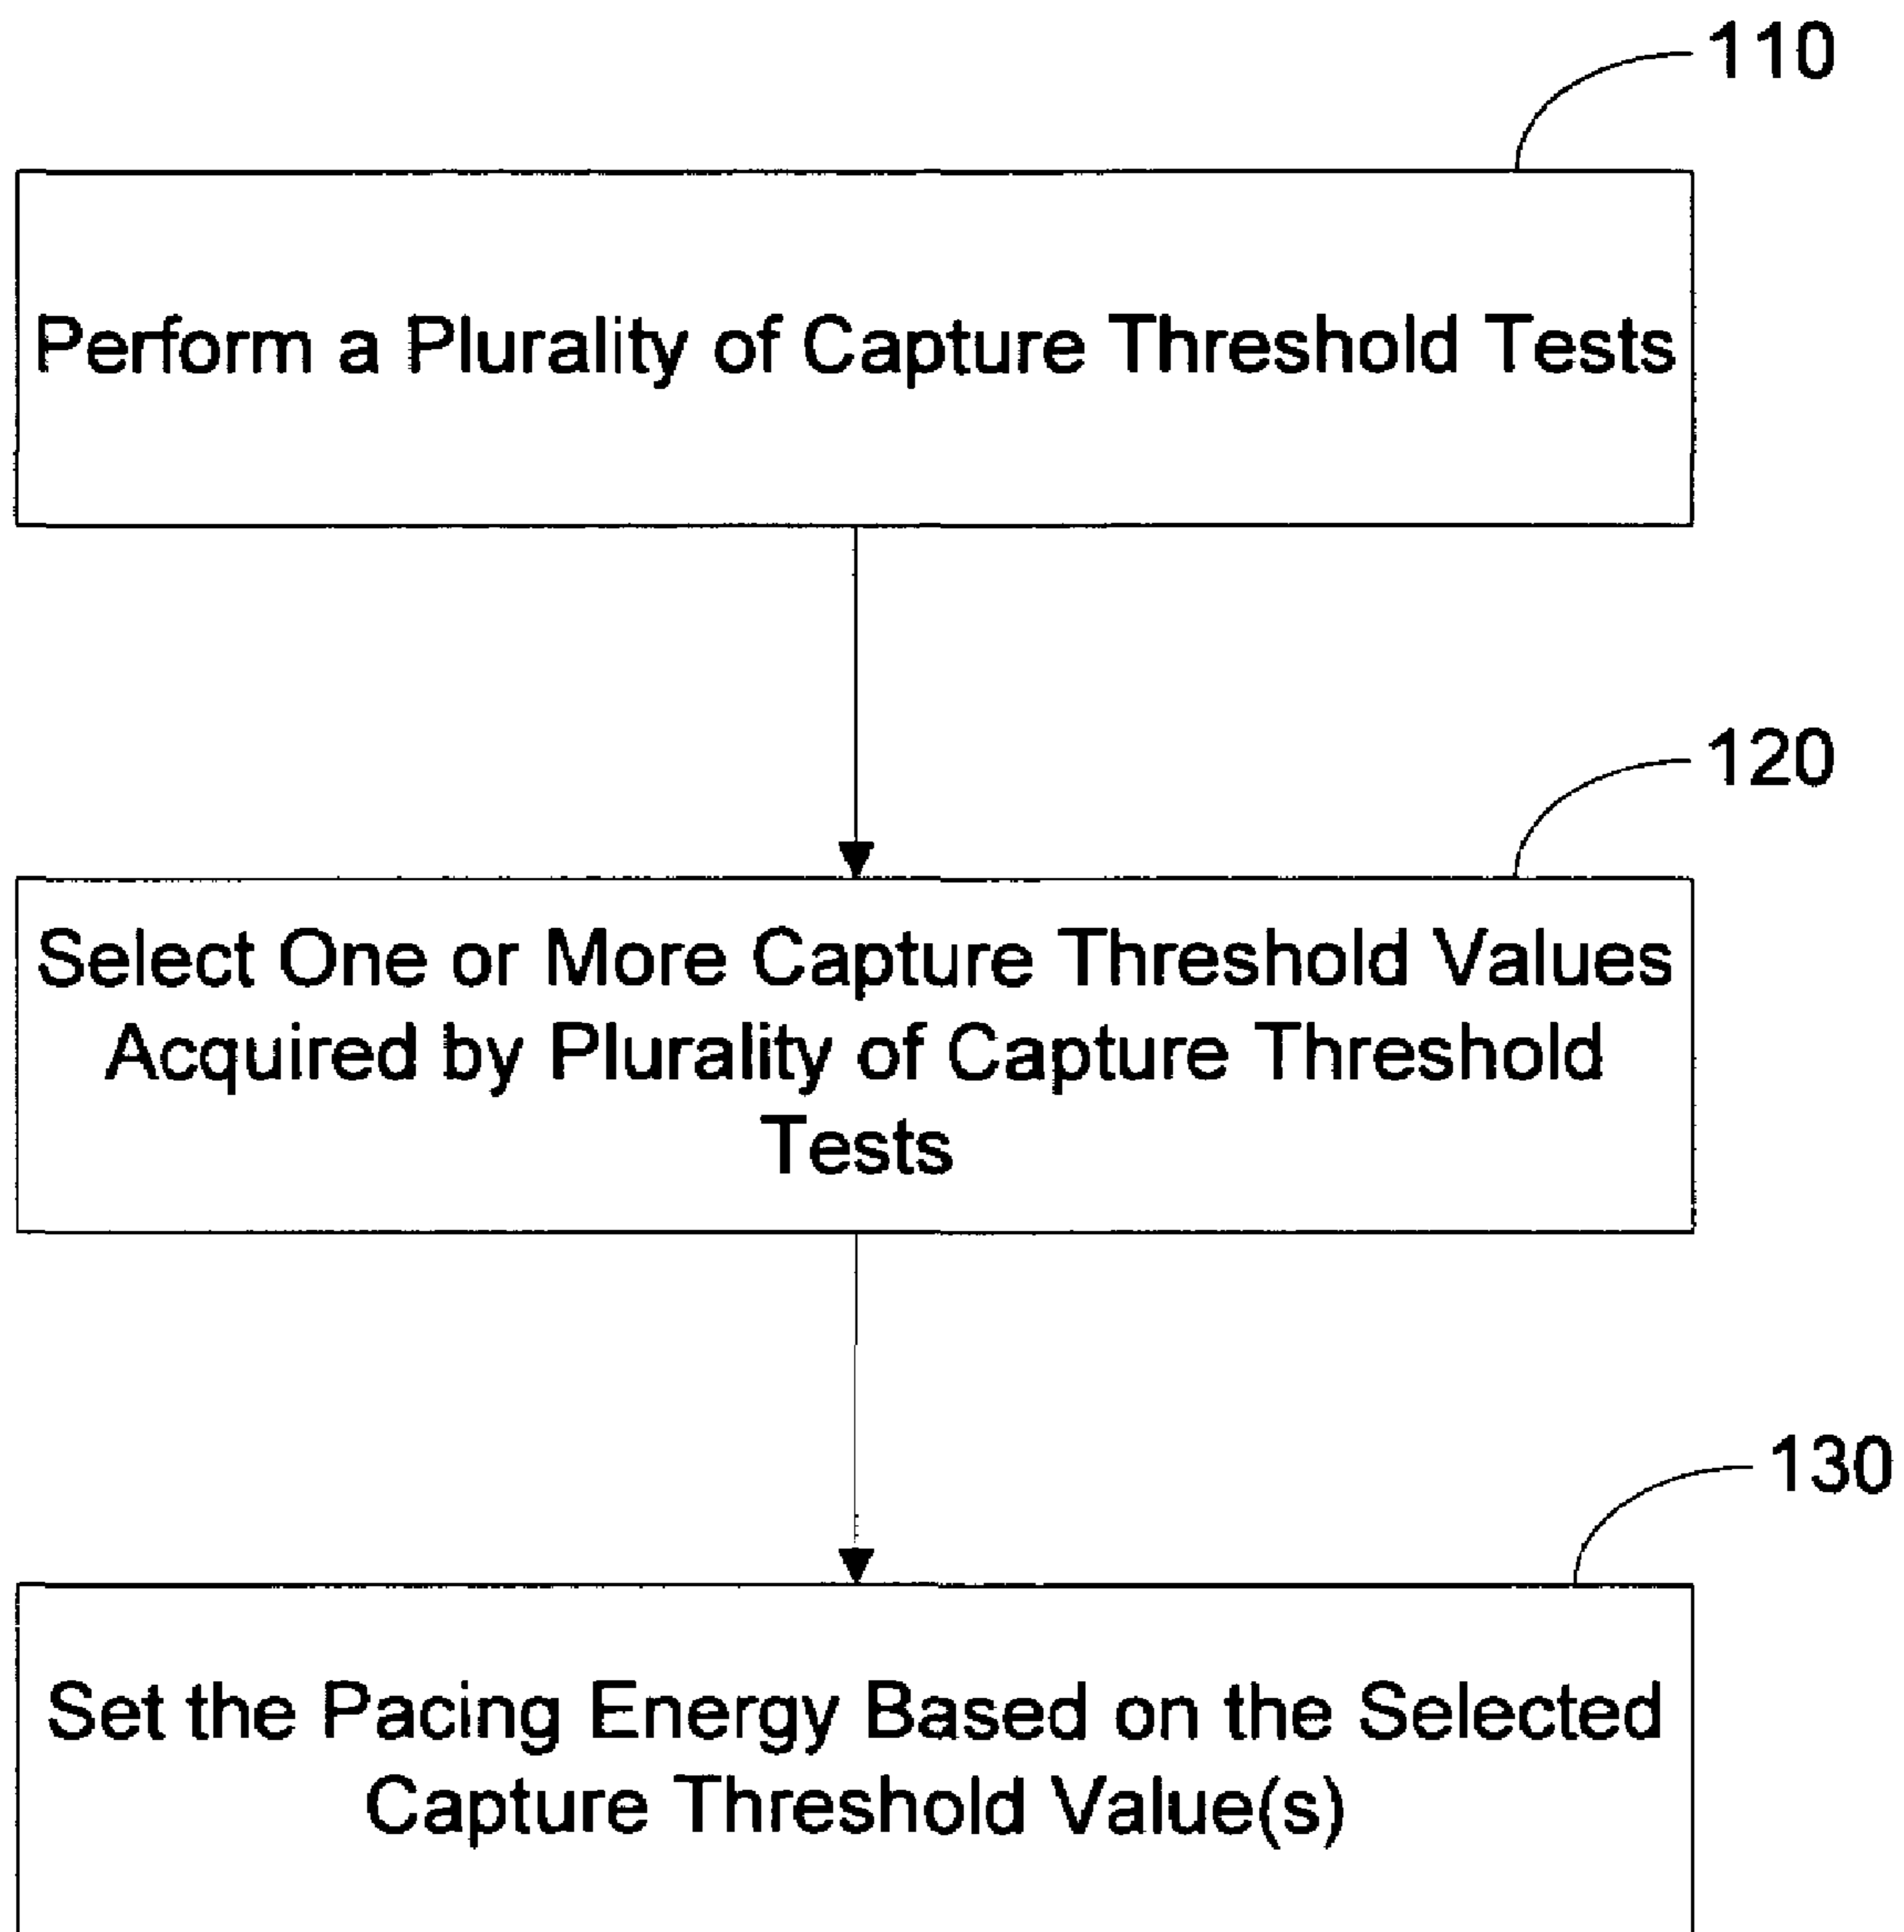 110
Perform a Plurality of Capture Threshold Tests
120
Select One or More Capture Threshold Values
Acquired by Plurality of Capture Threshold
Tests
130
Set the Pacing Energy Based on the Selected
Capture Threshold Value(s)